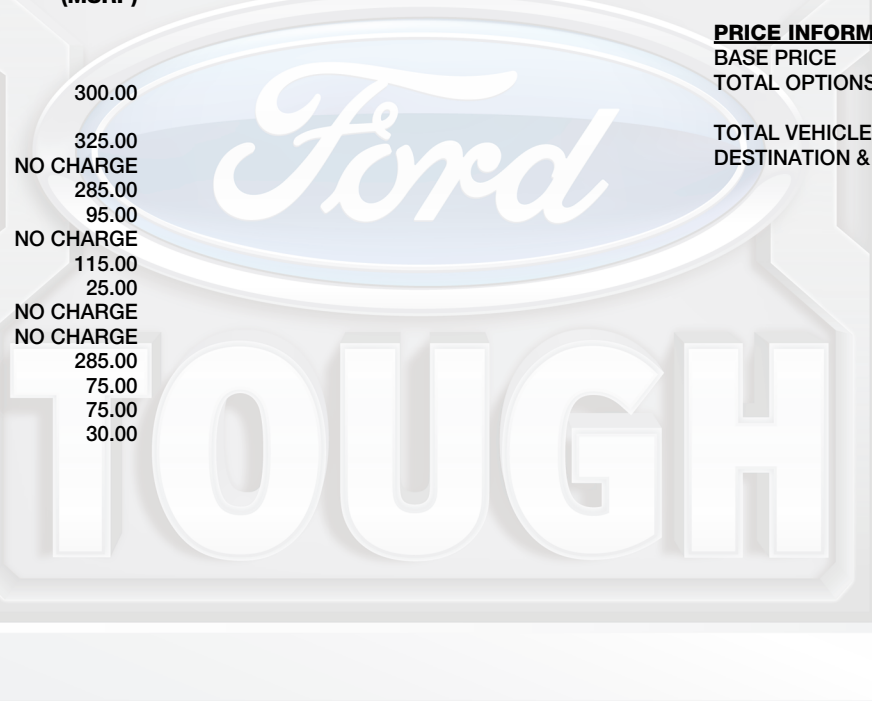 (MSRP)
300.00
325.00
NO CHARGE
285.00
95.00
NO CHARGE
115.00
25.00
NO CHARGE
NO CHARGE
285.00
75.00
75.00
30.00
PRICE INFORM
BASE PRICE
TOTAL OPTIONS
TOTAL VEHICLE
DESTINATION &
Ford
TOUGH